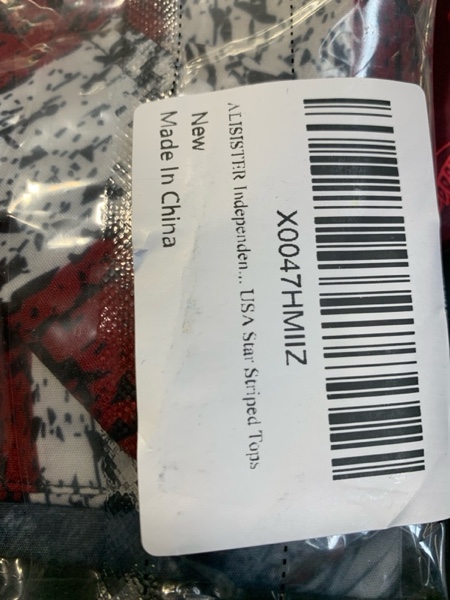 X0047HMIIZ
ALISISTER Independen... USA Star Striped Tops
New
Made In China